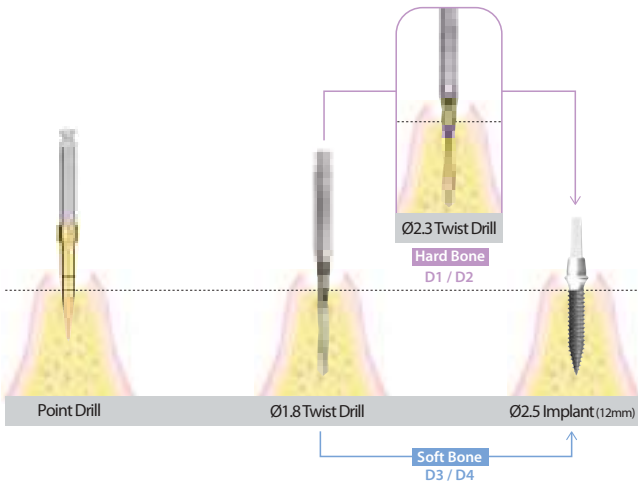 Ø2.3 Twist Drill
Hard Bone
D1 / D2
Point Drill
Ø1.8 Twist Drill
Ø2.5 Implant (12mm)
Soft Bone
D3 / D4